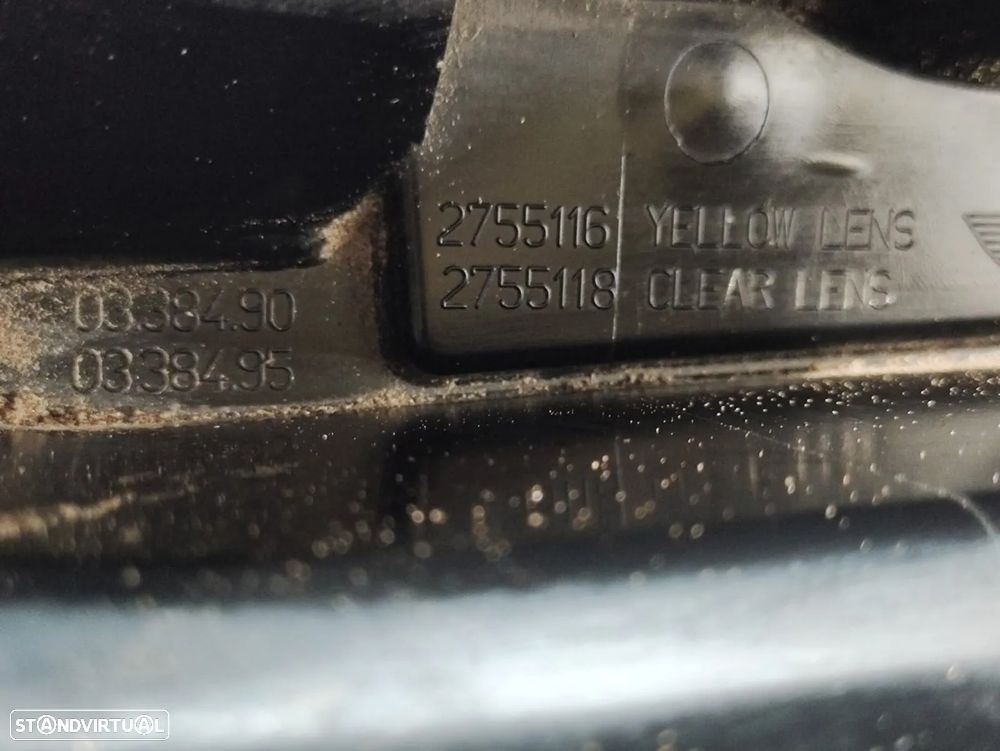 2755116 YELLOW LENS
2755118 CLEAR LENS
03.384.90
03.384.95
STANDVIRTUAL